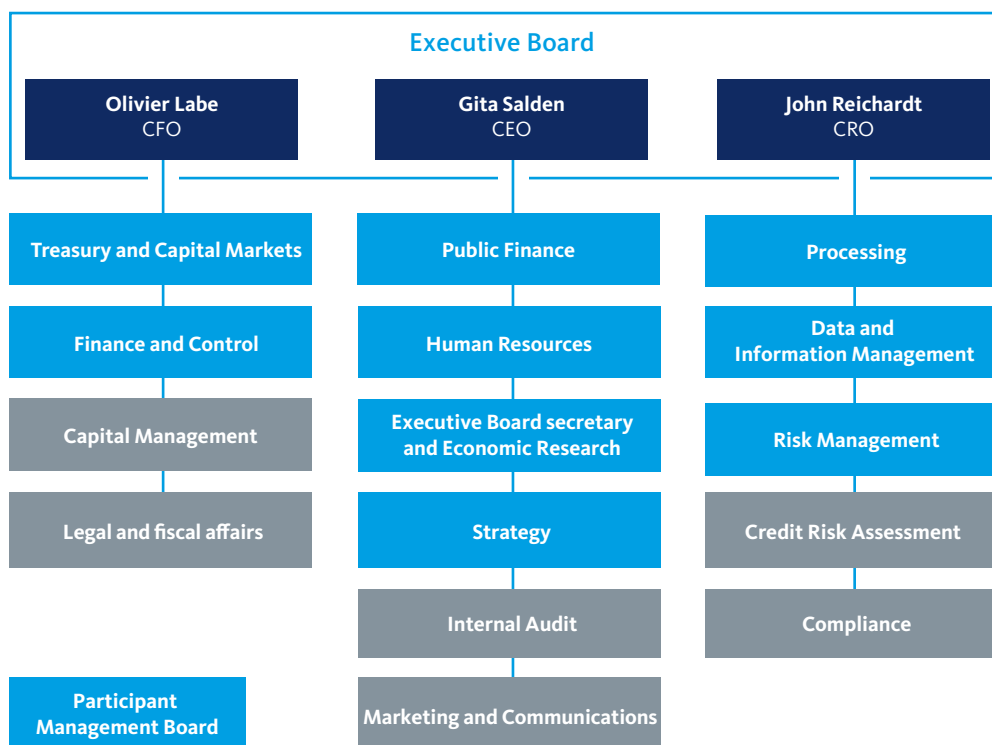 Executive Board
Olivier Labe
CFO
Gita Salden
CEO
John Reichardt
CRO
Treasury and Capital Markets
Public Finance
Processing
Finance and Control
Human Resources
Data and
Information Management
Capital Management
Executive Board secretary
and Economic Research
Risk Management
Legal and fiscal affairs
Strategy
Credit Risk Assessment
Internal Audit
Compliance
Participant
Management Board
Marketing and Communications